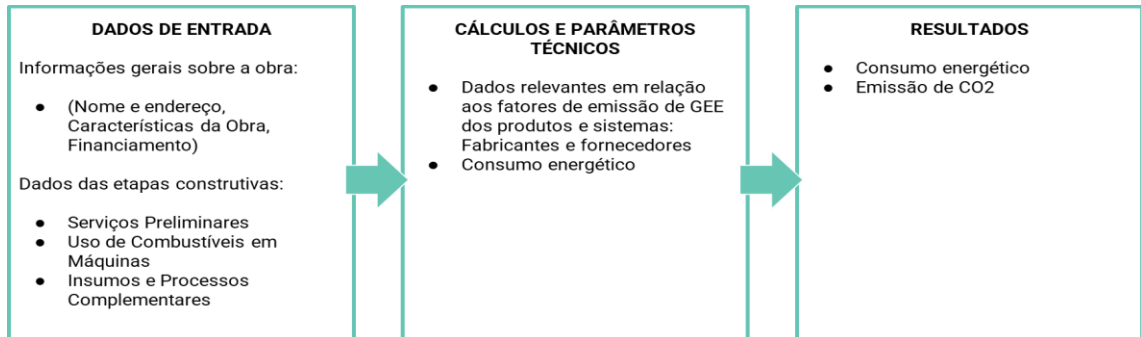 DADOS DE ENTRADA
Informações gerais sobre a obra:
● (Nome e endereço,
Características da Obra,
Financiamento)
Dados das etapas construtivas:
● Serviços Preliminares
● Uso de Combustíveis em
Máquinas
● Insumos e Processos
Complementares
CÁLCULOS E PARÂMETROS
TÉCNICOS
● Dados relevantes em relação
aos fatores de emissão de GEE
dos produtos e sistemas:
Fabricantes e fornecedores
● Consumo energético
RESULTADOS
● Consumo energético
● Emissão de CO2